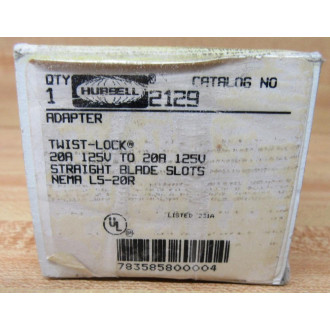 QTY CATALOG NO
1 HUBBELL® 2129
ADAPTER
TWIST-LOCK®
20A 125V TO 20A 125V
STRAIGHT BLADE SLOTS
NEMA L5-20R
UL LISTED
783585800004